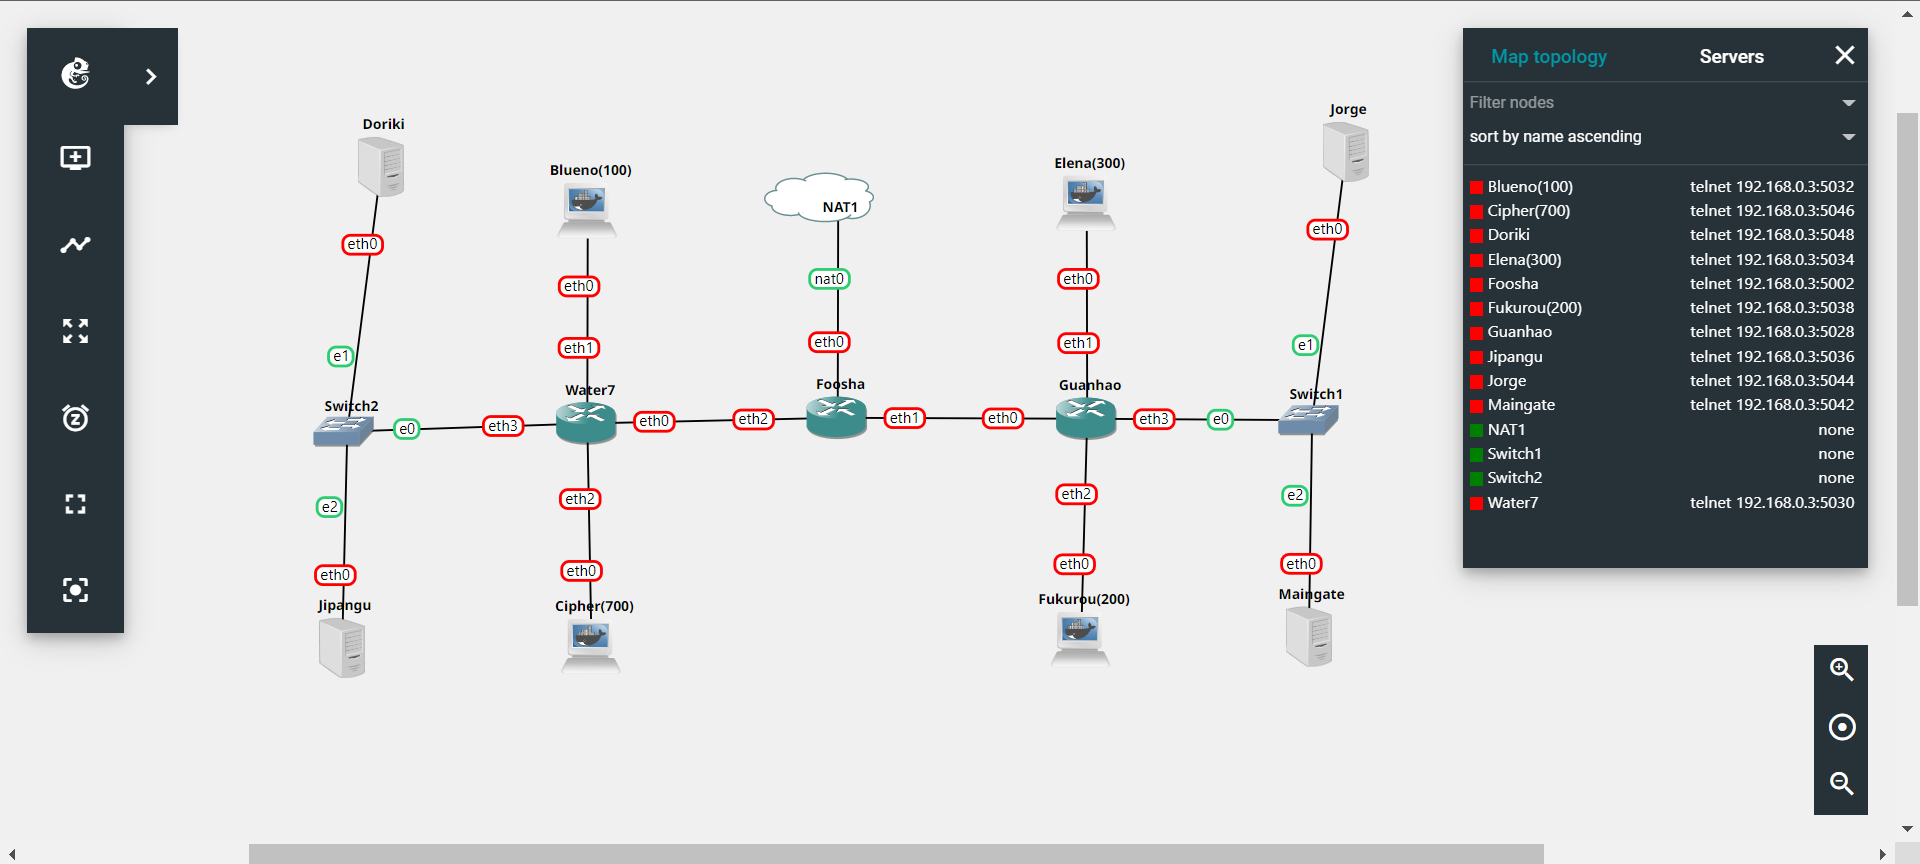 Map topology Servers
Filter nodes
sort by name ascending
Blueno(100) telnet 192.168.0.3:5032
Cipher(700) telnet 192.168.0.3:5046
Doriki telnet 192.168.0.3:5048
Elena(300) telnet 192.168.0.3:5034
Foosha telnet 192.168.0.3:5002
Fukurou(200) telnet 192.168.0.3:5038
Guanhao telnet 192.168.0.3:5028
Jipangu telnet 192.168.0.3:5036
Jorge telnet 192.168.0.3:5044
Maingate telnet 192.168.0.3:5042
NAT1 none
Switch1 none
Switch2 none
Water7 telnet 192.168.0.3:5030
Doriki
eth0
e1
Switch2
e0
eth3
e2
eth0
Jipangu
Blueno(100)
eth0
eth1
Water7
eth0
eth2
eth2
eth0
Cipher(700)
NAT1
nat0
eth0
Foosha
eth1
eth0
Elena(300)
eth0
eth1
Guanhao
eth3
e0
eth2
eth0
Fukurou(200)
Jorge
eth0
e1
Switch1
e2
eth0
Maingate